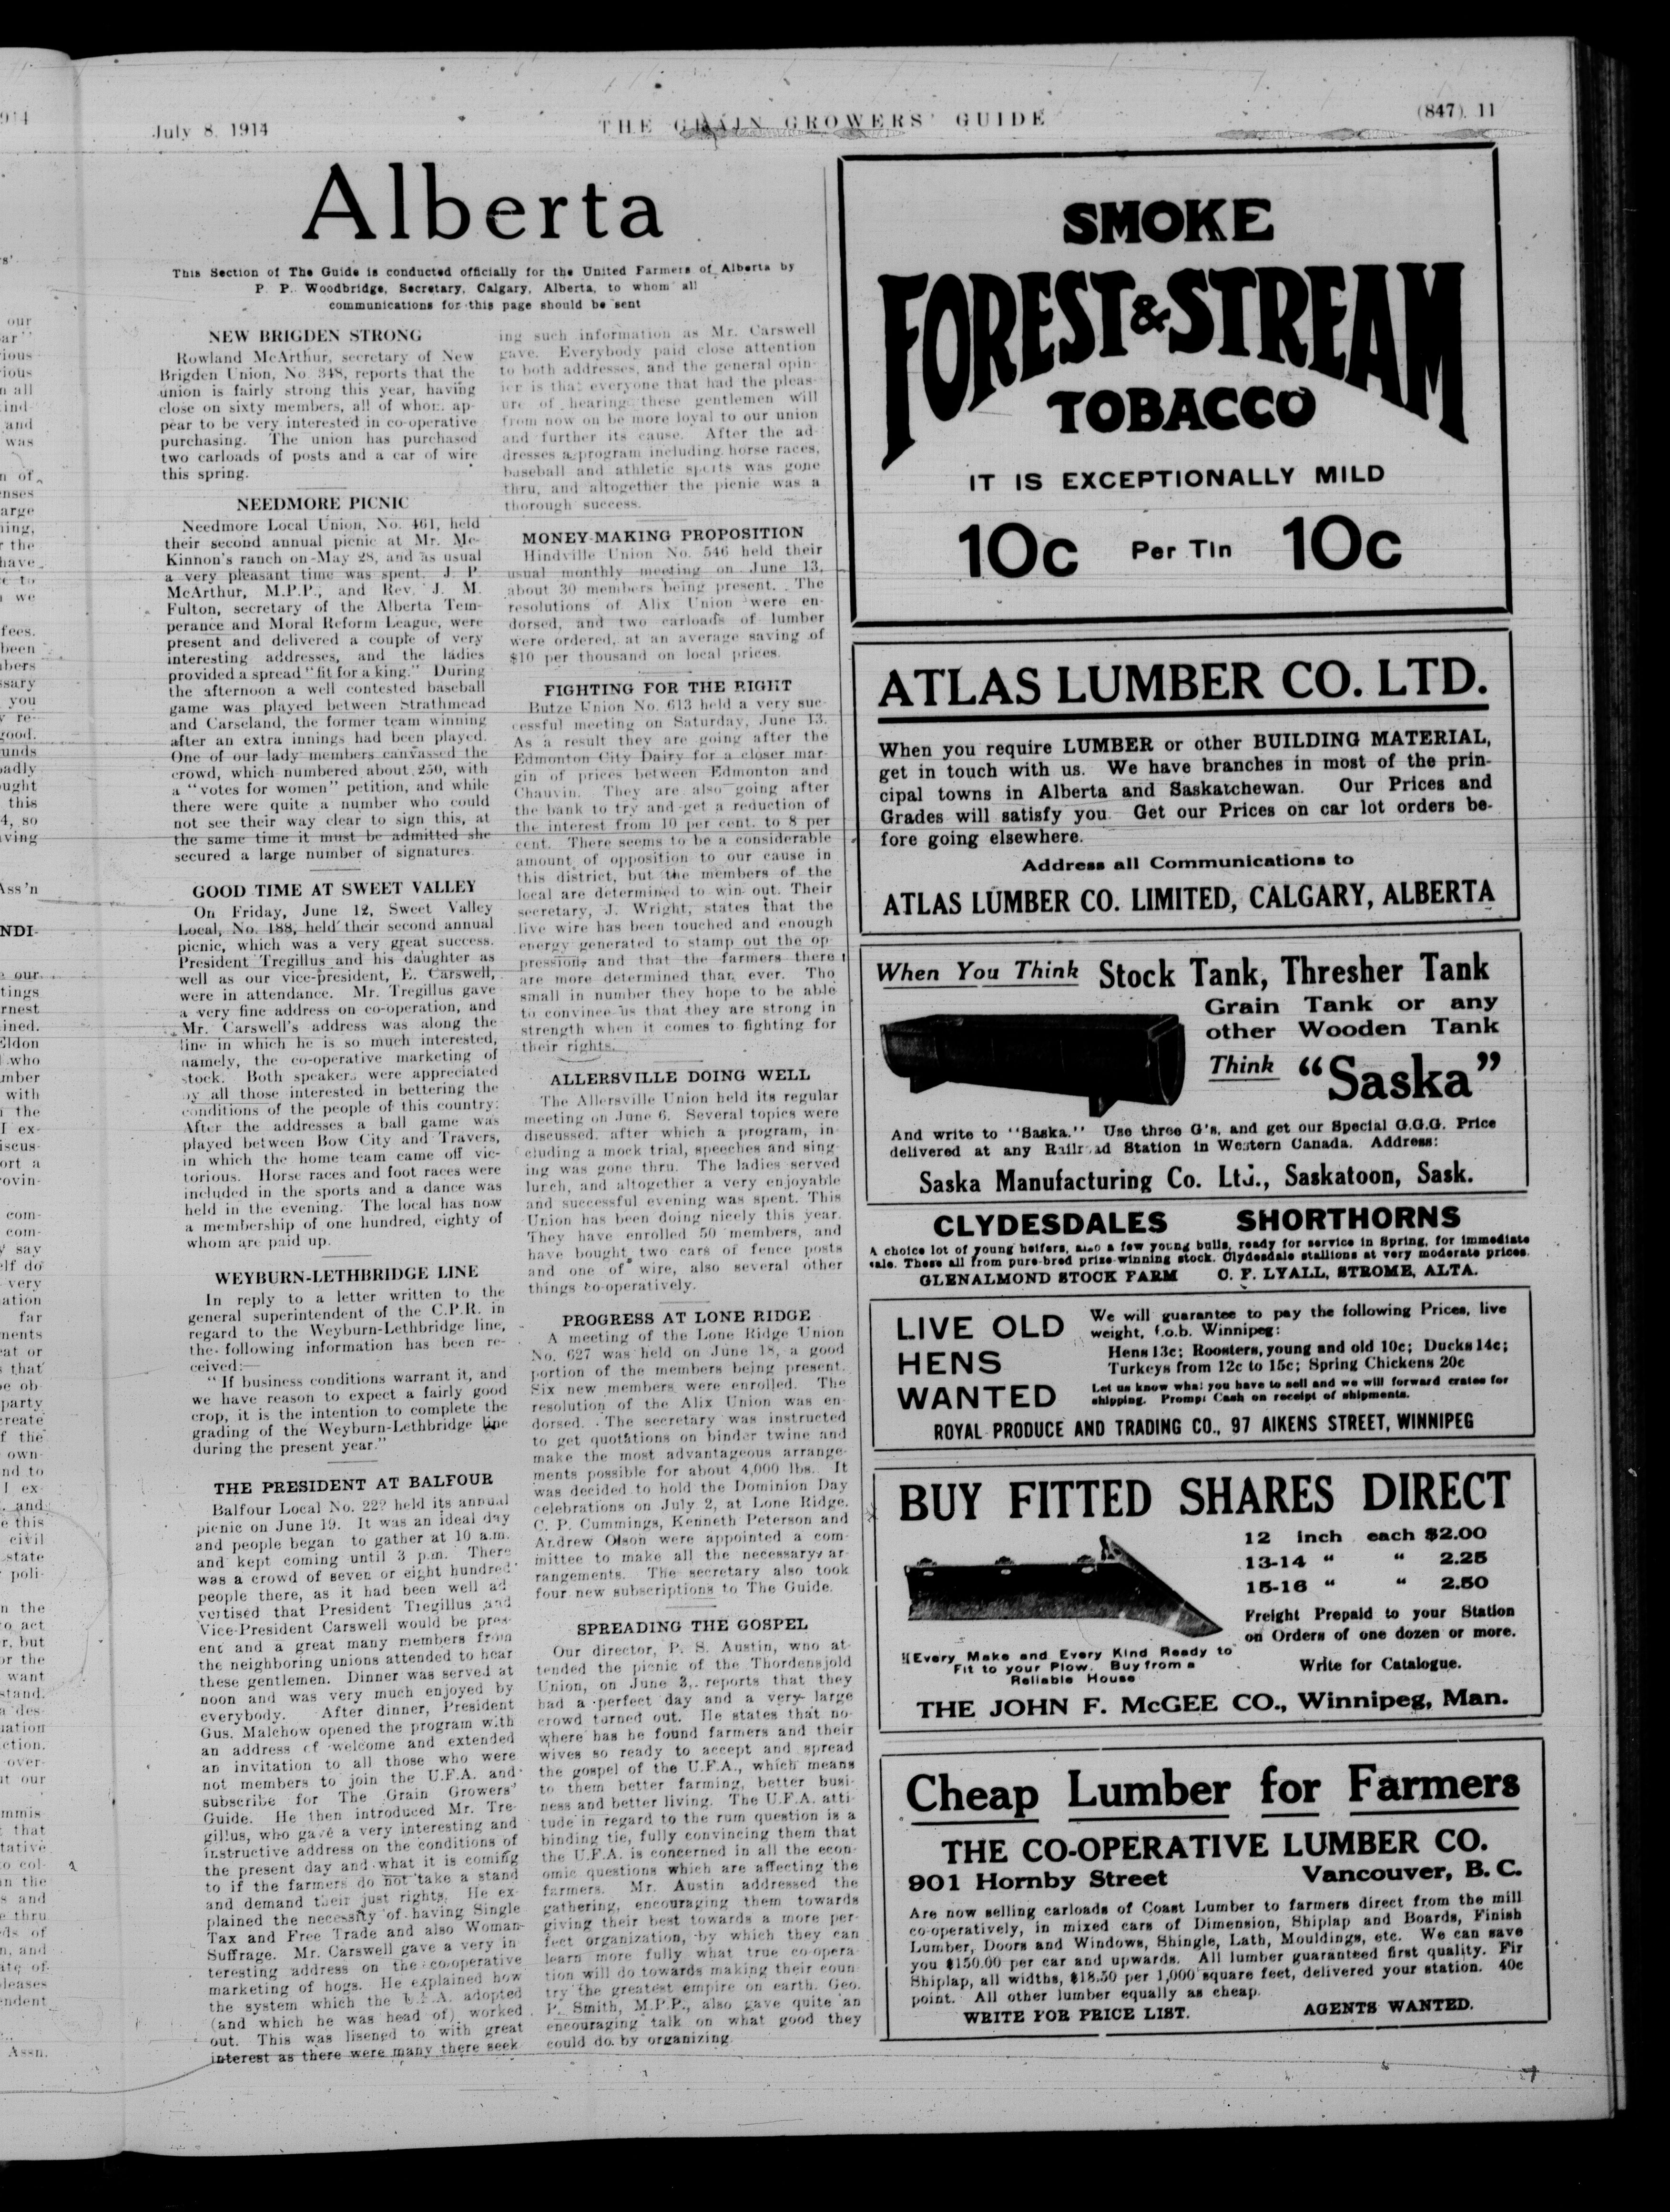 July 8, 1914
THE GRAIN GROWERS' GUIDE
(847) 11
Alberta
This Section of The Guide is conducted officially for the United Farmers of Alberta by
P. P. Woodbridge, Secretary, Calgary, Alberta, to whom all
communications for this page should be sent
NEW BRIGDEN STRONG
Rowland McArthur, secretary of New
Brigden Union, No. 348, reports that the
union is fairly strong this year, having
close on sixty members, all of whom ap-
pear to be very interested in co-operative
purchasing. The union has purchased
two carloads of posts and a car of wire
this spring.
NEEDMORE PICNIC
Needmore Local Union, No. 461, held
their second annual picnic at Mr. Mc-
Kinnon's ranch on May 28, and as usual
a very pleasant time was spent. J. P.
McArthur, M.P.P., and Rev. J. M.
Fulton, secretary of the Alberta Tem-
perance and Moral Reform League, were
present and delivered a couple of very
interesting addresses, and the ladies
provided a spread "fit for a king." During
the afternoon a well contested baseball
game was played between Strathmead
and Carseland, the former team winning
after an extra innings had been played.
One of our lady members canvassed the
crowd, which numbered about 250, with
a "votes for women" petition, and while
there were quite a number who could
not see their way clear to sign this, at
the same time it must be admitted she
secured a large number of signatures.
GOOD TIME AT SWEET VALLEY
On Friday, June 12, Sweet Valley
Local, No. 188, held their second annual
picnic, which was a very great success.
President Tregillus and his daughter as
well as our vice-president, E. Carswell,
were in attendance. Mr. Tregillus gave
a very fine address on co-operation, and
Mr. Carswell's address was along the
line in which he is so much interested,
namely, the co-operative marketing of
stock. Both speakers were appreciated
by all those interested in bettering the
conditions of the people of this country.
After the addresses a ball game was
played between Bow City and Travers,
in which the home team came off vic-
torious. Horse races and foot races were
included in the sports and a dance was
held in the evening. The local has now
a membership of one hundred, eighty of
whom are paid up.
WEYBURN-LETHBRIDGE LINE
In reply to a letter written to the
general superintendent of the C.P.R. in
regard to the Weyburn-Lethbridge line,
the following information has been re-
ceived:—
"If business conditions warrant it, and
we have reason to expect a fairly good
crop, it is the intention to complete the
grading of the Weyburn-Lethbridge line
during the present year."
THE PRESIDENT AT BALFOUR
Balfour Local No. 222 held its annual
picnic on June 19. It was an ideal day
and people began to gather at 10 a.m.
and kept coming until 3 p.m. There
was a crowd of seven or eight hundred
people there, as it had been well ad
vertised that President Tregillus and
Vice-President Carswell would be pres-
ent and a great many members from
the neighboring unions attended to hear
these gentlemen. Dinner was served at
noon and was very much enjoyed by
everybody. After dinner, President
Gus. Malchow opened the program with
an address of welcome and extended
an invitation to all those who were
not members to join the U.F.A. and
subscribe for The Grain Growers'
Guide. He then introduced Mr. Tre-
gillus, who gave a very interesting and
instructive address on the conditions of
the present day and what it is coming
to if the farmers do not take a stand
and demand their just rights. He ex-
plained the necessity of having Single
Tax and Free Trade and also Woman-
Suffrage. Mr. Carswell gave a very in
teresting address on the co-operative
marketing of hogs. He explained how
the system which the U.F.A. adopted
(and which he was head of) worked
out. This was lisened to with great
interest as there were many there seek
ing such information as Mr. Carswell
gave. Everybody paid close attention
to both addresses, and the general opin-
ier is that everyone that had the pleas-
ure of hearing these gentlemen will
from now on be more loyal to our union
and further its cause. After the ad-
dresses a program including horse races,
baseball and athletic sports was gone
thru, and altogether the picnic was a
thorough success.
MONEY-MAKING PROPOSITION
Hindville Union No. 546 held their
usual monthly meeting on June 13,
about 30 members being present. The
resolutions of Alix Union were en-
dorsed, and two carloads of lumber
were ordered, at an average saving of
$10 per thousand on local prices.
FIGHTING FOR THE RIGHT
Butze Union No. 613 held a very suc-
cessful meeting on Saturday, June 13.
As a result they are going after the
Edmonton City Dairy for a closer mar-
gin of prices between Edmonton and
Chauvin. They are also going after
the bank to try and get a reduction of
the interest from 10 per cent. to 8 per
cent. There seems to be a considerable
amount of opposition to our cause in
this district, but the members of the
local are determined to win out. Their
secretary, J. Wright, states that the
live wire has been touched and enough
energy generated to stamp out the op
pression, and that the farmers there
are more determined than ever. Tho
small in number they hope to be able
to convince us that they are strong in
strength when it comes to fighting for
their rights.
ALLERSVILLE DOING WELL
The Allersville Union held its regular
meeting on June 6. Several topics were
discussed, after which a program, in-
cluding a mock trial, speeches and sing-
ing was gone thru. The ladies served
lunch, and altogether a very enjoyable
and successful evening was spent. This
Union has been doing nicely this year.
They have enrolled 50 members, and
have bought two cars of fence posts
and one of wire, also several other
things co-operatively.
PROGRESS AT LONE RIDGE
A meeting of the Lone Ridge Union
No. 627 was held on June 18, a good
portion of the members being present.
Six new members were enrolled. The
resolution of the Alix Union was en-
dorsed. The secretary was instructed
to get quotations on binder twine and
make the most advantageous arrange-
ments possible for about 4,000 lbs. It
was decided to hold the Dominion Day
celebrations on July 2, at Lone Ridge.
C. P. Cummings, Kenneth Peterson and
Andrew Olson were appointed a com-
mittee to make all the necessary ar-
rangements. The secretary also took
four new subscriptions to The Guide.
SPREADING THE GOSPEL
Our director, P. S. Austin, who at-
tended the picnic of the Thordensjold
Union, on June 3, reports that they
had a perfect day and a very large
crowd turned out. He states that no-
where has he found farmers and their
wives so ready to accept and spread
the gospel of the U.F.A., which means
to them better farming, better busi-
ness and better living. The U.F.A. atti-
tude in regard to the rum question is a
binding tie, fully convincing them that
the U.F.A. is concerned in all the econ-
omic questions which are affecting the
farmers. Mr. Austin addressed the
gathering, encouraging them towards
giving their best towards a more per-
fect organization, by which they can
learn more fully what true co-opera-
tion will do towards making their coun
try the greatest empire on earth. Geo.
P. Smith, M.P.P., also gave quite an
encouraging talk on what good they
could do by organizing.
SMOKE
FOREST & STREAM
TOBACCO
IT IS EXCEPTIONALLY MILD
10c Per Tin 10c
ATLAS LUMBER CO. LTD.
When you require LUMBER or other BUILDING MATERIAL,
get in touch with us. We have branches in most of the prin-
cipal towns in Alberta and Saskatchewan. Our Prices and
Grades will satisfy you. Get our Prices on car lot orders be-
fore going elsewhere.
Address all Communications to
ATLAS LUMBER CO. LIMITED, CALGARY, ALBERTA
When You Think Stock Tank, Thresher Tank
Grain Tank or any
other Wooden Tank
Think "Saska"
And write to "Saska." Use three G's, and get our Special G.G.G. Price
delivered at any Railroad Station in Western Canada. Address:
Saska Manufacturing Co. Ltd., Saskatoon, Sask.
CLYDESDALES SHORTHORNS
A choice lot of young heifers, also a few young bulls, ready for service in Spring, for immediate
sale. These all from pure-bred prize-winning stock. Clydesdale stallions at very moderate prices.
GLENALMOND STOCK FARM C. F. LYALL, STROME, ALTA.
LIVE OLD
HENS
WANTED
We will guarantee to pay the following Prices, live
weight, f.o.b. Winnipeg:
Hens 13c; Roosters, young and old 10c; Ducks 14c;
Turkeys from 12c to 15c; Spring Chickens 20c
Let us know what you have to sell and we will forward crates for
shipping. Prompt Cash on receipt of shipments.
ROYAL PRODUCE AND TRADING CO., 97 AIKENS STREET, WINNIPEG
BUY FITTED SHARES DIRECT
12 inch each $2.00
13-14 " " 2.25
15-16 " " 2.50
Freight Prepaid to your Station
on Orders of one dozen or more.
Write for Catalogue.
Every Make and Every Kind Ready to
Fit to your Plow. Buy from a
Reliable House
THE JOHN F. McGEE CO., Winnipeg, Man.
Cheap Lumber for Farmers
THE CO-OPERATIVE LUMBER CO.
901 Hornby Street Vancouver, B. C.
Are now selling carloads of Coast Lumber to farmers direct from the mill
co-operatively, in mixed cars of Dimension, Shiplap and Boards, Finish
Lumber, Doors and Windows, Shingle, Lath, Mouldings, etc. We can save
you $150.00 per car and upwards. All lumber guaranteed first quality. Fir
Shiplap, all widths, $18.50 per 1,000 square feet, delivered your station. 40c
point. All other lumber equally as cheap.
WRITE FOR PRICE LIST. AGENTS WANTED.